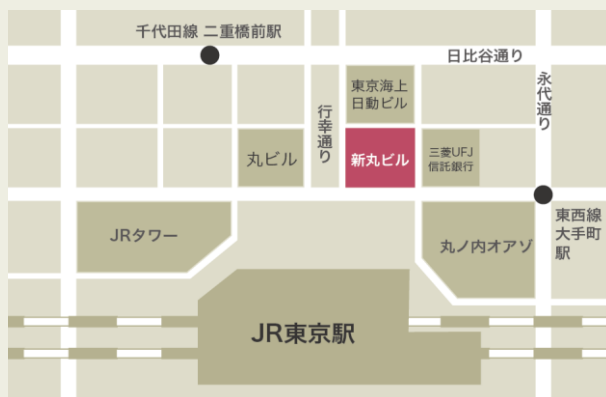 千代田線 二重橋前駅
日比谷通り
東京海上
日動ビル
永代通り
行幸通り
丸ビル
新丸ビル
三菱UFJ
信託銀行
東西線
大手町
駅
JRタワー
丸ノ内オアゾ
JR東京駅